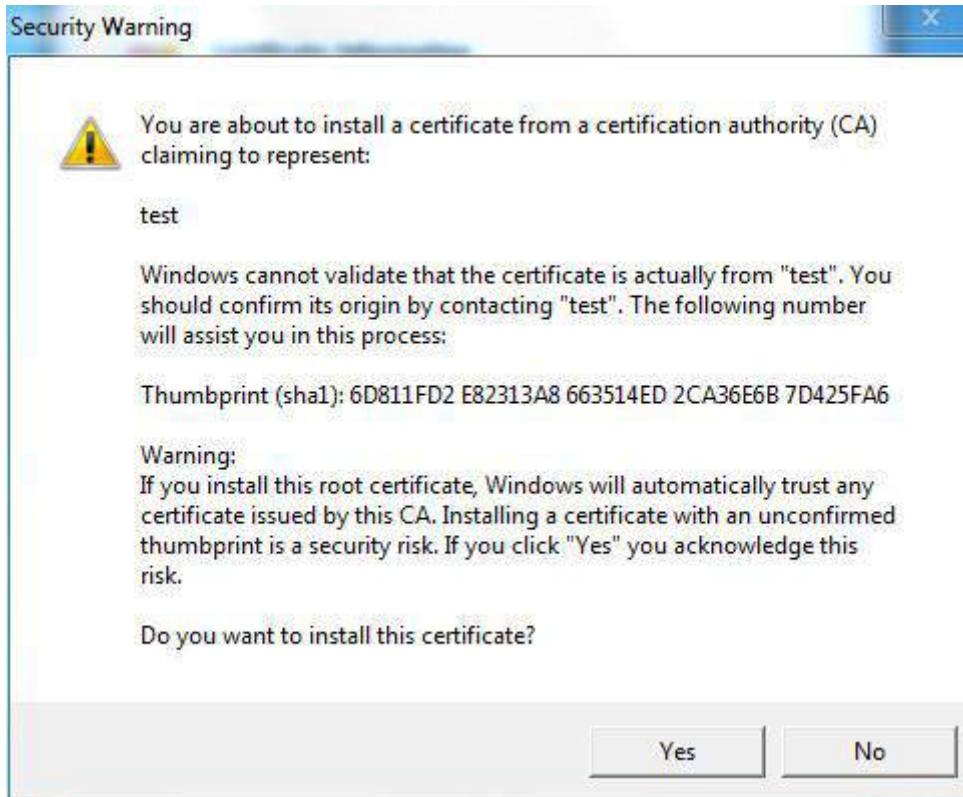 Security Warning
You are about to install a certificate from a certification authority (CA)
claiming to represent:
test
Windows cannot validate that the certificate is actually from "test". You
should confirm its origin by contacting "test". The following number
will assist you in this process:
Thumbprint (sha1): 6D811FD2 E82313A8 663514ED 2CA36E6B 7D425FA6
Warning:
If you install this root certificate, Windows will automatically trust any
certificate issued by this CA. Installing a certificate with an unconfirmed
thumbprint is a security risk. If you click "Yes" you acknowledge this
risk.
Do you want to install this certificate?
Yes No